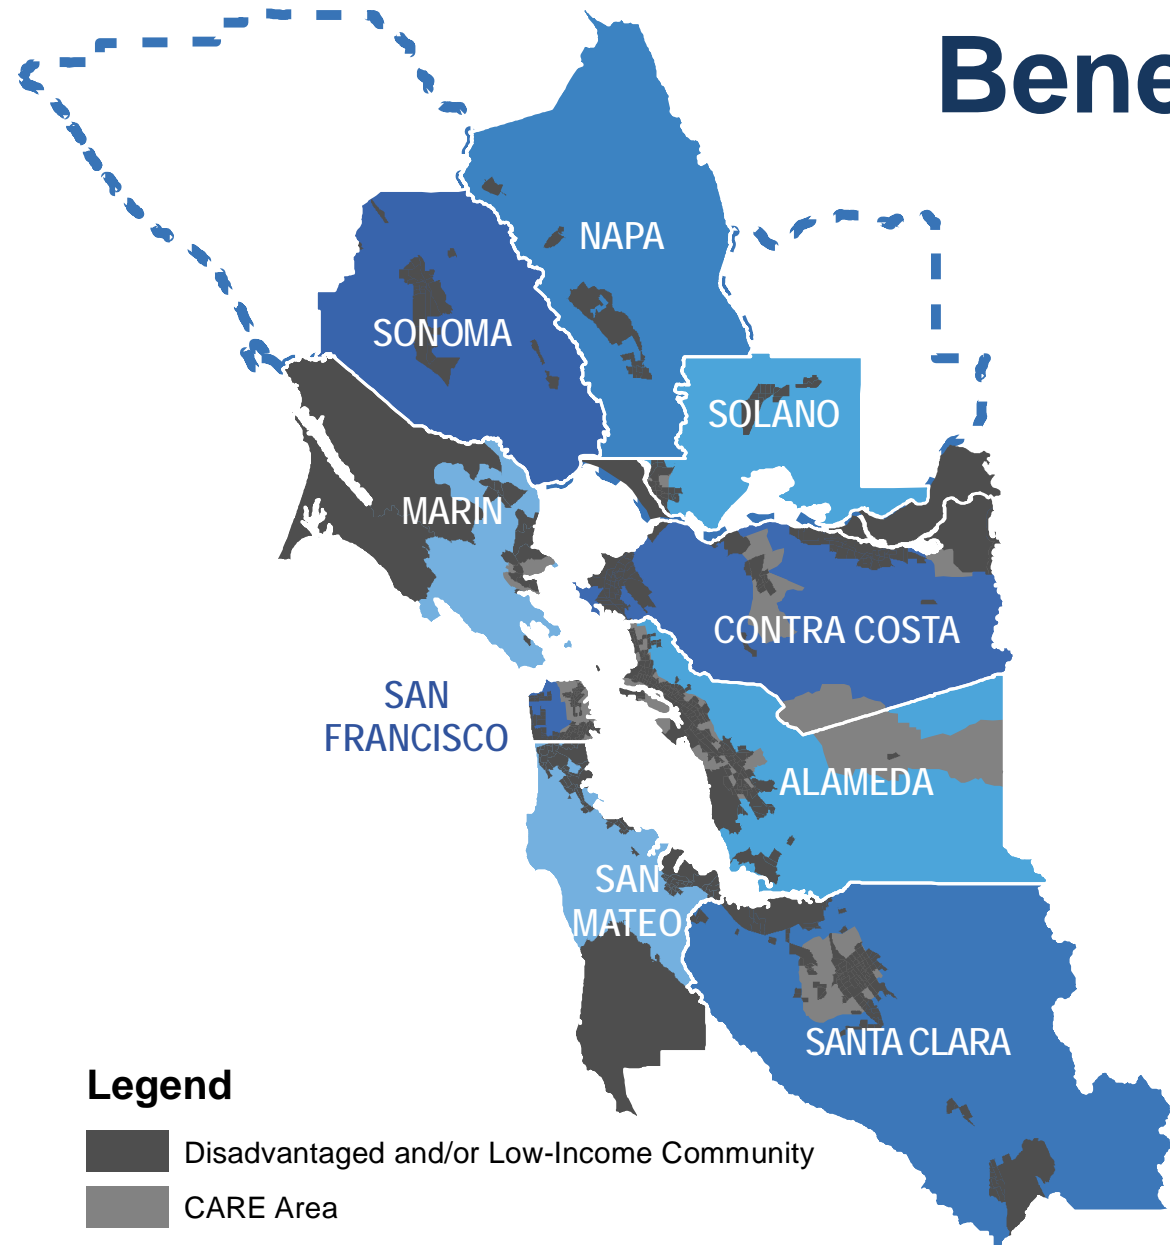 Bene
NAPA
SONOMA
SOLANO
MARIN
CONTRA COSTA
SAN
FRANCISCO
ALAMEDA
SAN
MATEO
SANTA CLARA
Legend
Disadvantaged and/or Low-Income Community
CARE Area